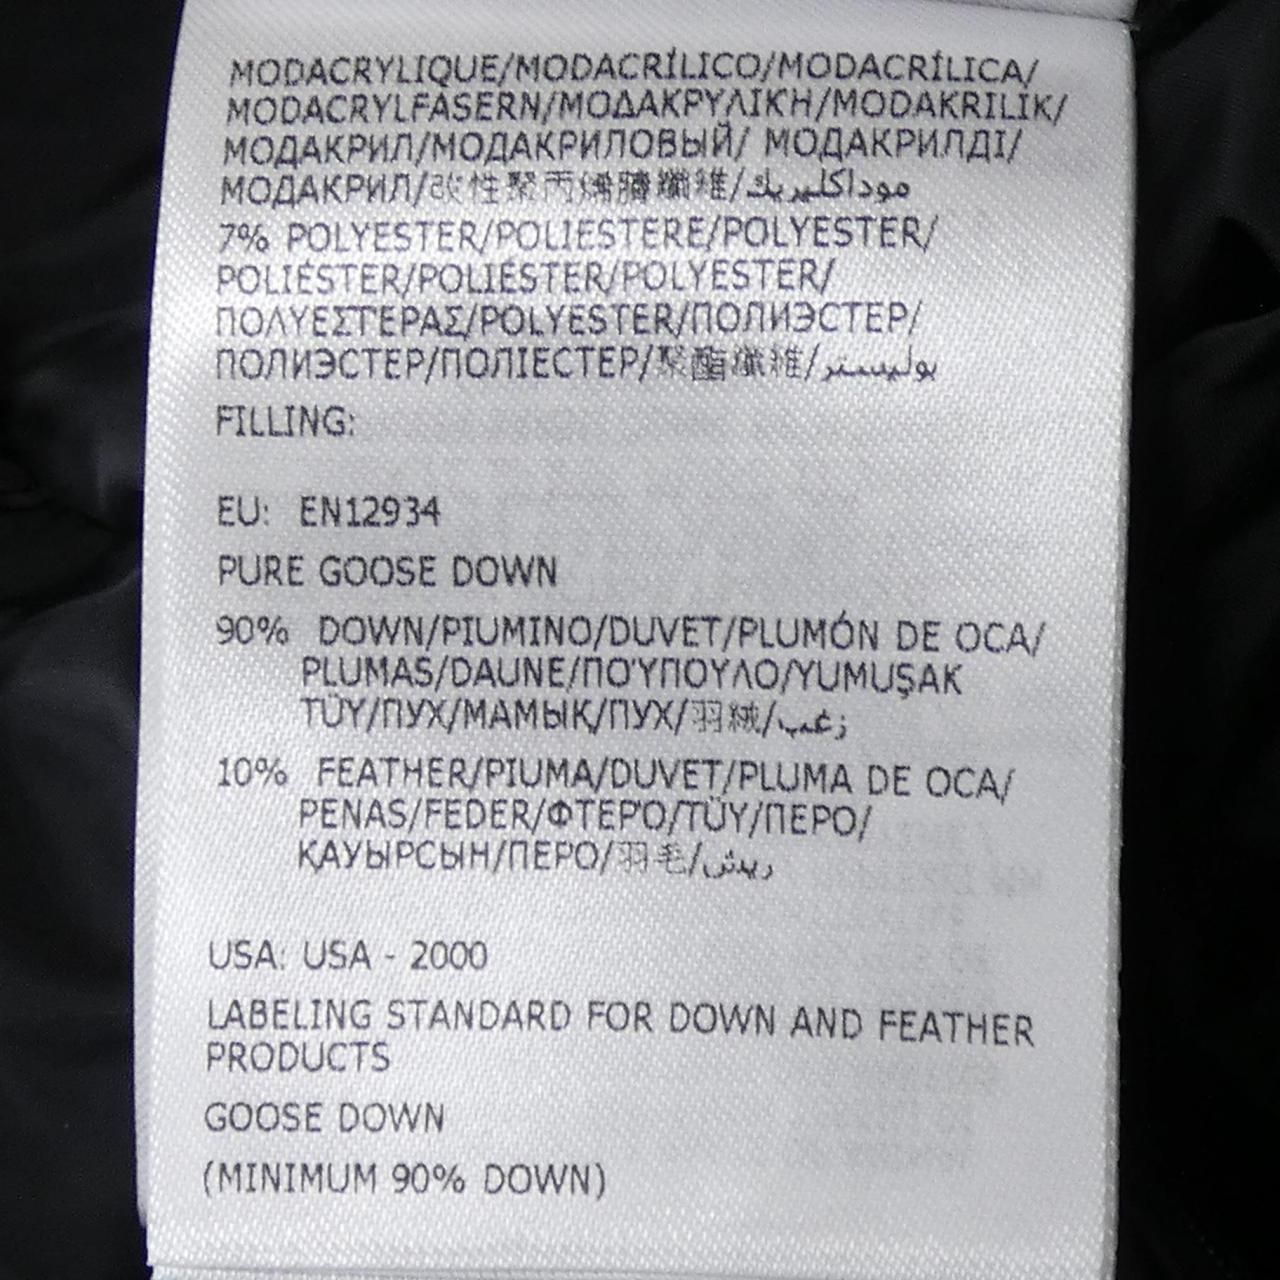 MODACRYLIQUE/MODACRÍLICO/MODACRÍLICA/
MODACRYLFASERN/ΜΟΔΑΚΡΥΛΙΚΗ/MODAKRILIK/
МОДАКРИЛ/МОДАКРИЛОВЫЙ/ МОДАКРИЛДІ/
МОДАКРИЛ/改性聚丙烯腈纖維/موداكليريك
7% POLYESTER/POLIESTERE/POLYESTER/
POLIÉSTER/POLIÉSTER/POLYESTER/
ΠΟΛΥΕΣΤΕΡΑΣ/POLYESTER/ПОЛИЭСТЕР/
ПОЛИЭСТЕР/ПОЛІЕСТЕР/聚酯纖維/بوليستر
FILLING:
EU: EN12934
PURE GOOSE DOWN
90% DOWN/PIUMINO/DUVET/PLUMÓN DE OCA/
PLUMAS/DAUNE/ΠΟΎΠΟΥΛΟ/YUMUŞAK
TÜY/ПУХ/МАМЫҚ/ПУХ/羽絨/زغب
10% FEATHER/PIUMA/DUVET/PLUMA DE OCA/
PENAS/FEDER/ΦΤΕΡΌ/TÜY/ПЕРО/
ҚАУЫРСЫН/ПЕРО/羽毛/ريش
USA: USA - 2000
LABELING STANDARD FOR DOWN AND FEATHER
PRODUCTS
GOOSE DOWN
(MINIMUM 90% DOWN)